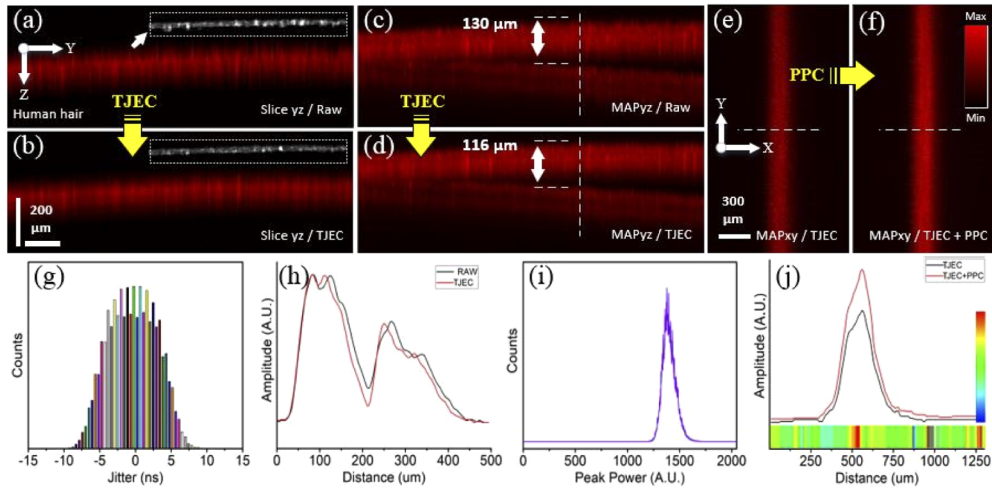 (a)
Y
Z
Human hair
Slice yz / Raw
TJEC
(b)
200
μm
Slice yz / TJEC
(c)
130 μm
MAPyz / Raw
TJEC
(d)
116 μm
MAPyz / TJEC
(e)
PPC
Y
X
300
μm
MAPxy / TJEC
(f)
Max
Min
MAPxy / TJEC + PPC
(g)
Counts
-15 -10 -5 0 5 10 15
Jitter (ns)
(h)
RAW
TJEC
Amplitude (A.U.)
0 100 200 300 400 500
Distance (um)
(i)
Counts
0 500 1000 1500 2000
Peak Power (A.U.)
(j)
TJEC
TJEC+PPC
Amplitude (A.U.)
0 250 500 750 1000 1250
Distance (um)